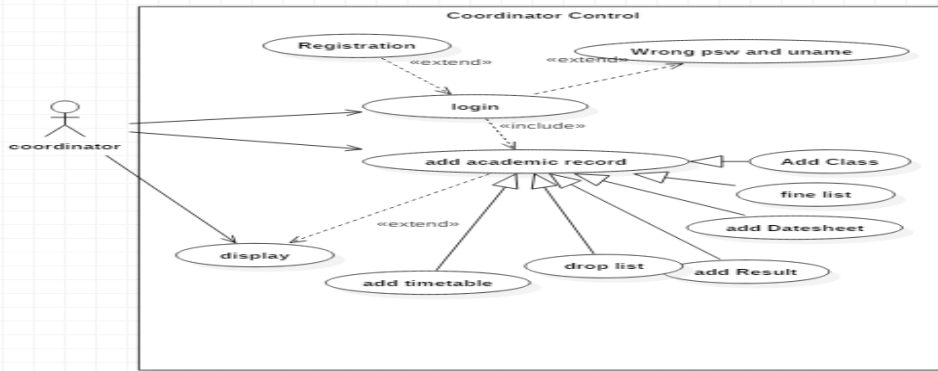 Coordinator Control
Registration
Wrong psw and uname
«extend»
«extend»
login
«include»
coordinator
add academic record
Add Class
fine list
add Datesheet
«extend»
display
drop list
add Result
add timetable